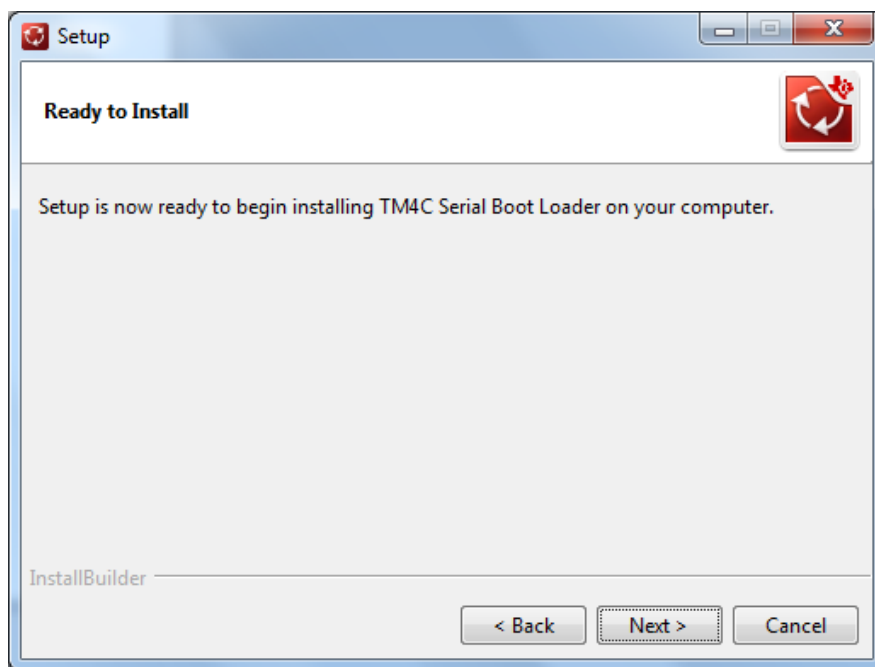 Setup
Ready to Install
Setup is now ready to begin installing TM4C Serial Boot Loader on your computer.
InstallBuilder
< Back Next > Cancel